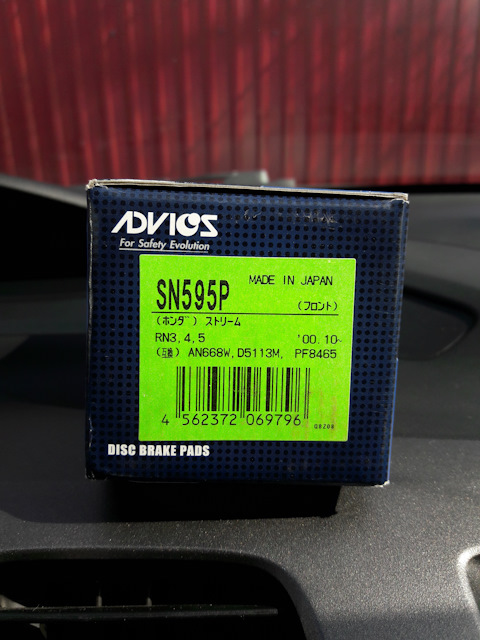 ADVICS
For Safety Evolution
MADE IN JAPAN
SN595P
(フロント)
(ホンダ) ストリーム
RN3,4,5 '00.10~
(互換) AN668W,D5113M, PF8465
4 562372 069796
QBZ08
DISC BRAKE PADS